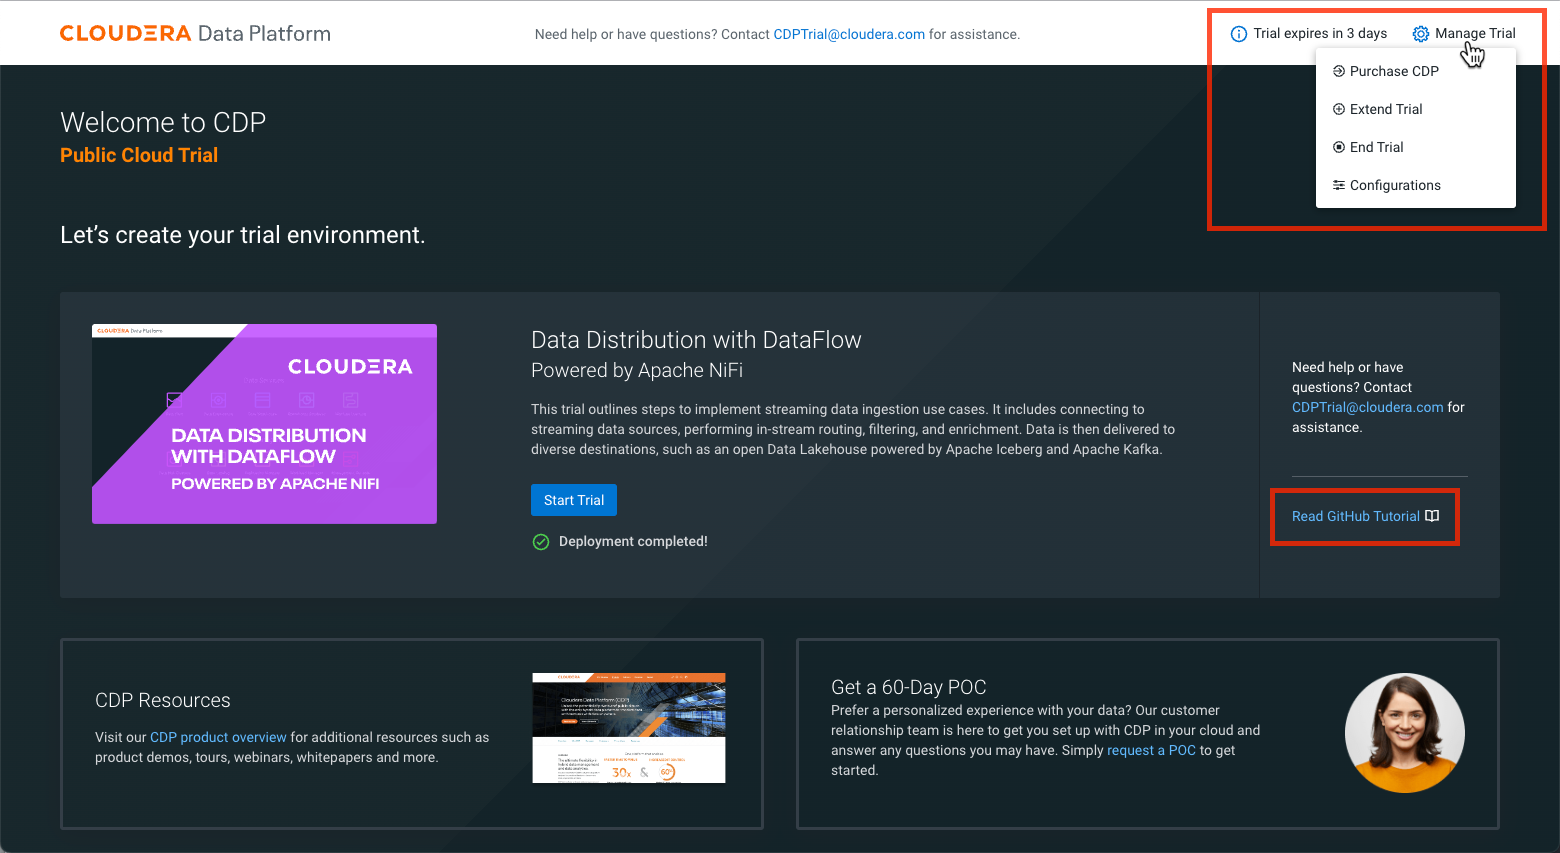 CLOUDERA Data Platform
Need help or have questions? Contact CDPTrial@cloudera.com for assistance.
Trial expires in 3 days
Manage Trial
Purchase CDP
Extend Trial
End Trial
Configurations
Welcome to CDP
Public Cloud Trial
Let’s create your trial environment.
CLOUDERA Data Platform
CLOUDERA
DATA DISTRIBUTION
WITH DATAFLOW
POWERED BY APACHE NIFI
Data Distribution with DataFlow
Powered by Apache NiFi
This trial outlines steps to implement streaming data ingestion use cases. It includes connecting to
streaming data sources, performing in-stream routing, filtering, and enrichment. Data is then delivered to
diverse destinations, such as an open Data Lakehouse powered by Apache Iceberg and Apache Kafka.
Start Trial
Deployment completed!
Need help or have
questions? Contact
CDPTrial@cloudera.com for
assistance.
Read GitHub Tutorial
CDP Resources
Visit our CDP product overview for additional resources such as
product demos, tours, webinars, whitepapers and more.
CLOUDERA
Cloudera Data Platform (CDP)
30x
&
60%
Get a 60-Day POC
Prefer a personalized experience with your data? Our customer
relationship team is here to get you set up with CDP in your cloud and
answer any questions you may have. Simply request a POC to get
started.